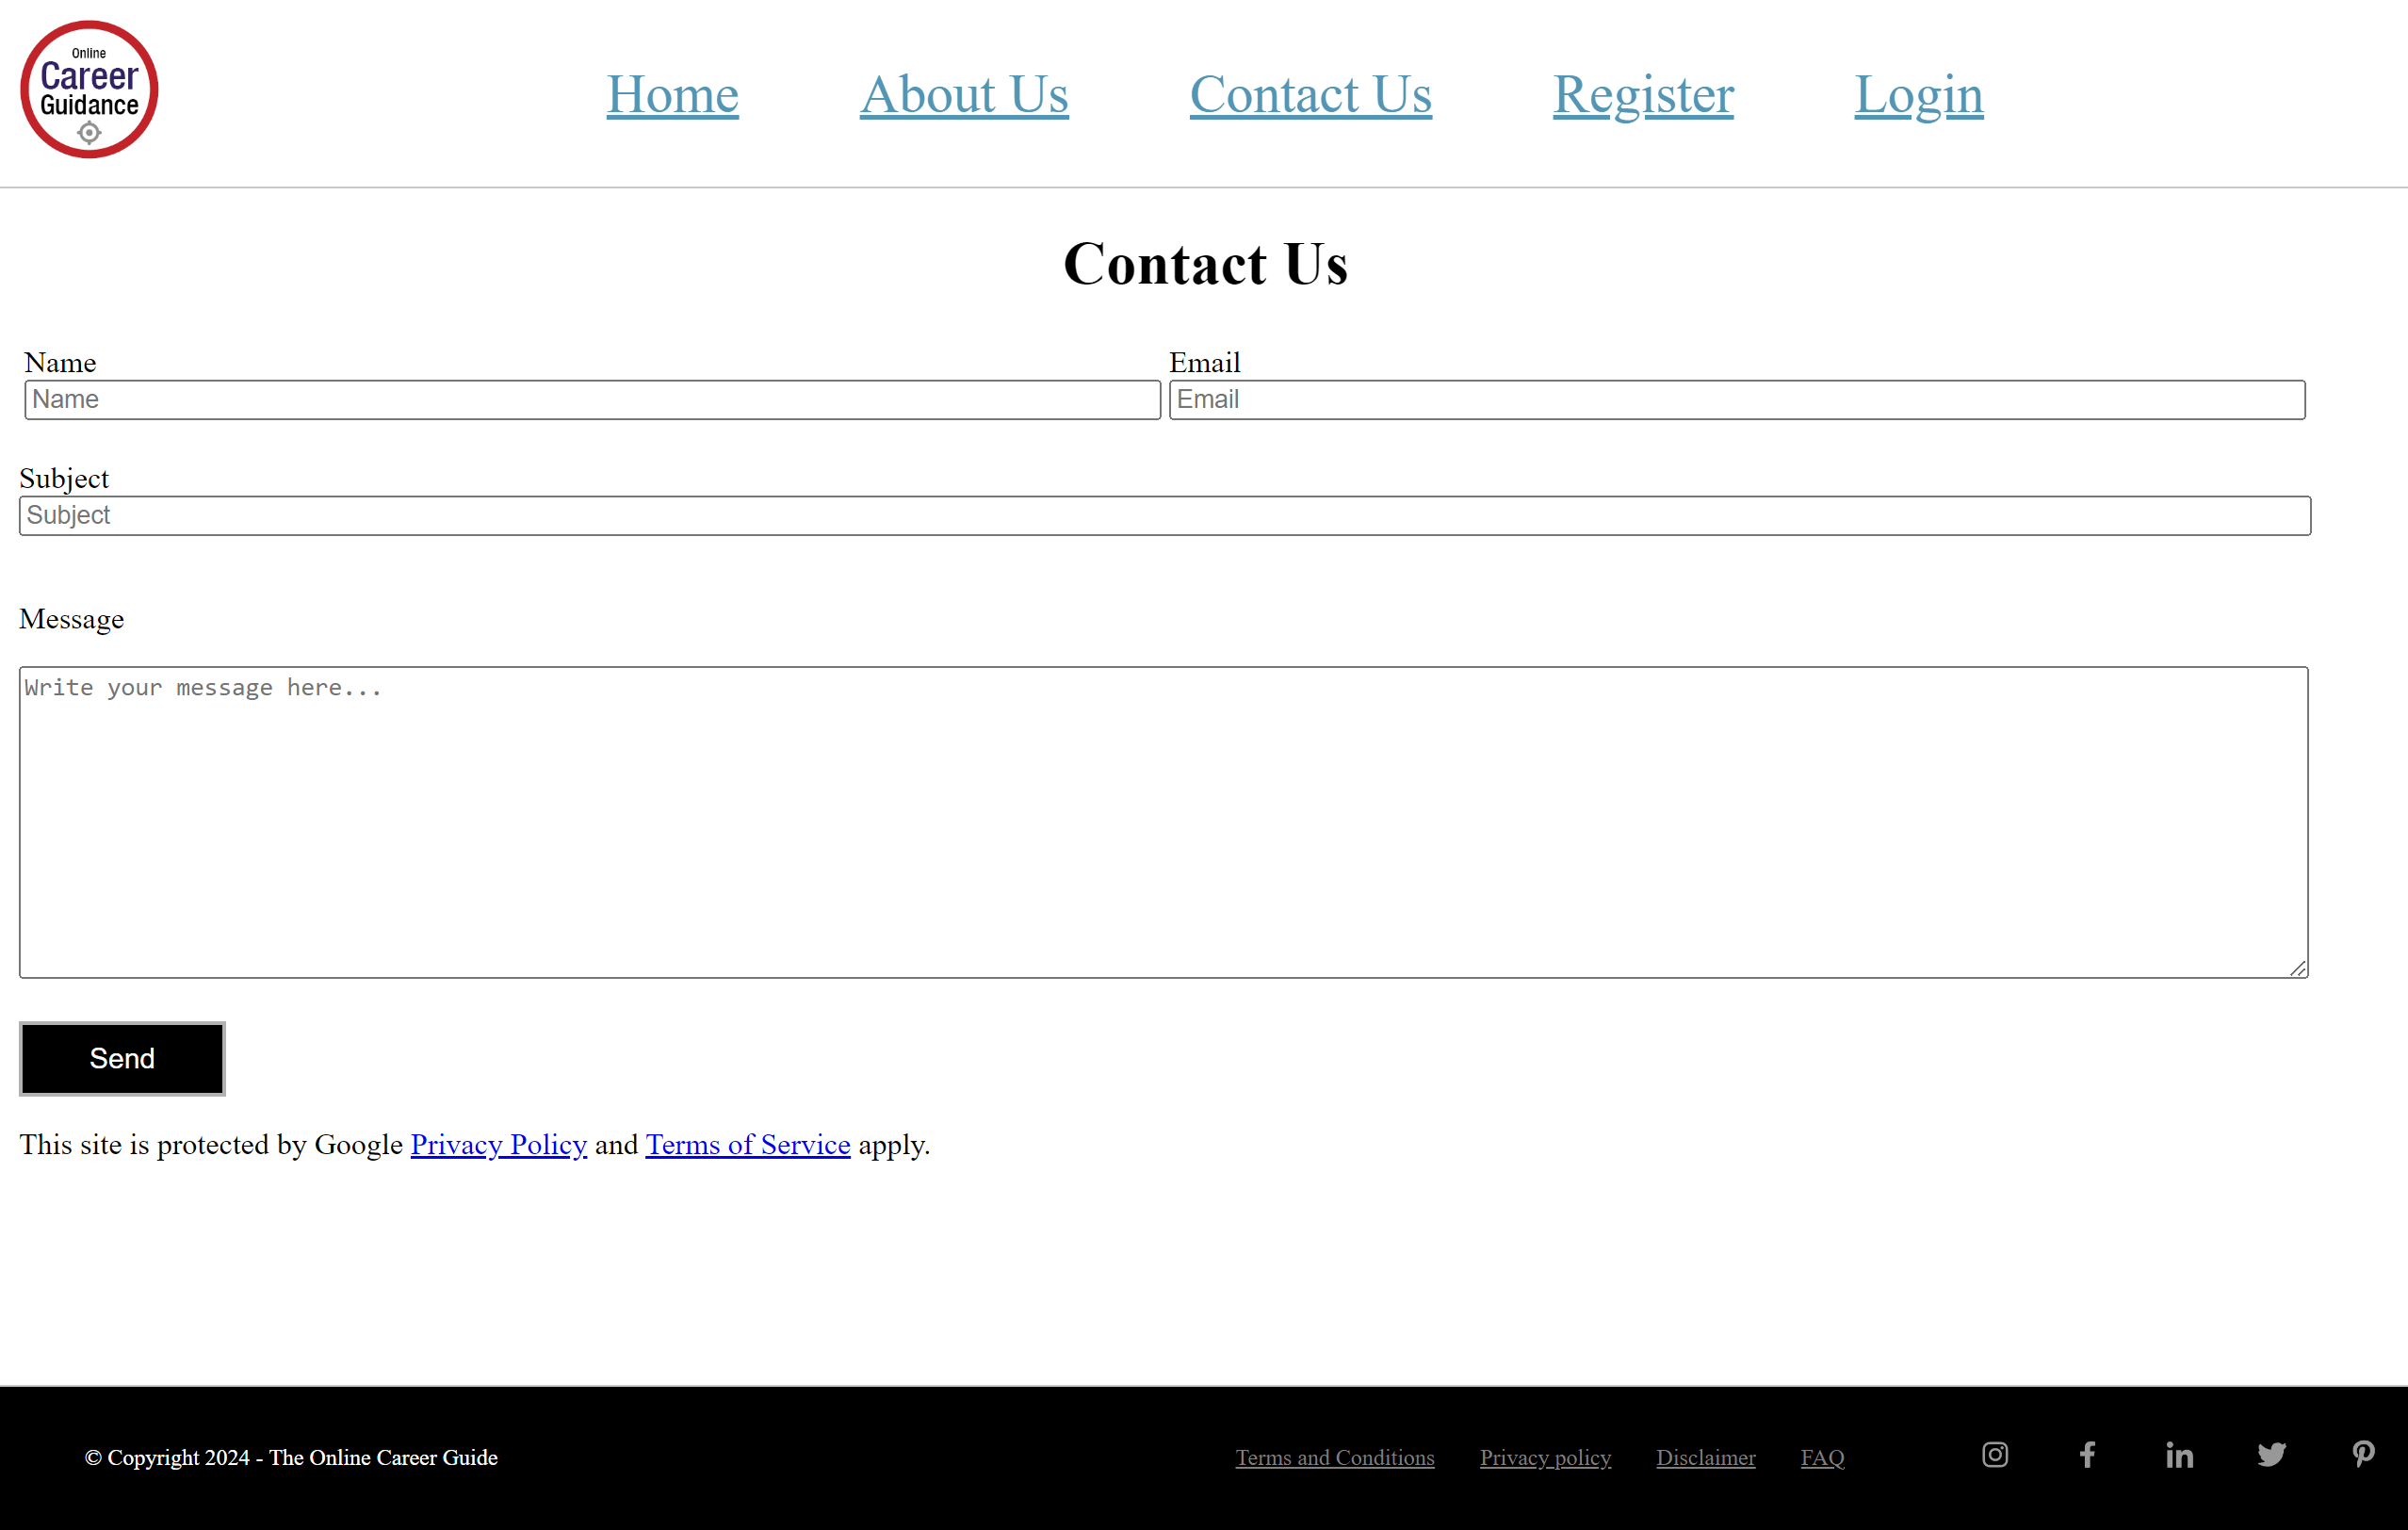 Online
Career
Guidance
Home About Us Contact Us Register Login
Contact Us
Name Email
Name Email
Subject
Subject
Message
Write your message here...
Send
This site is protected by Google Privacy Policy and Terms of Service apply.
© Copyright 2024 - The Online Career Guide Terms and Conditions Privacy policy Disclaimer FAQ